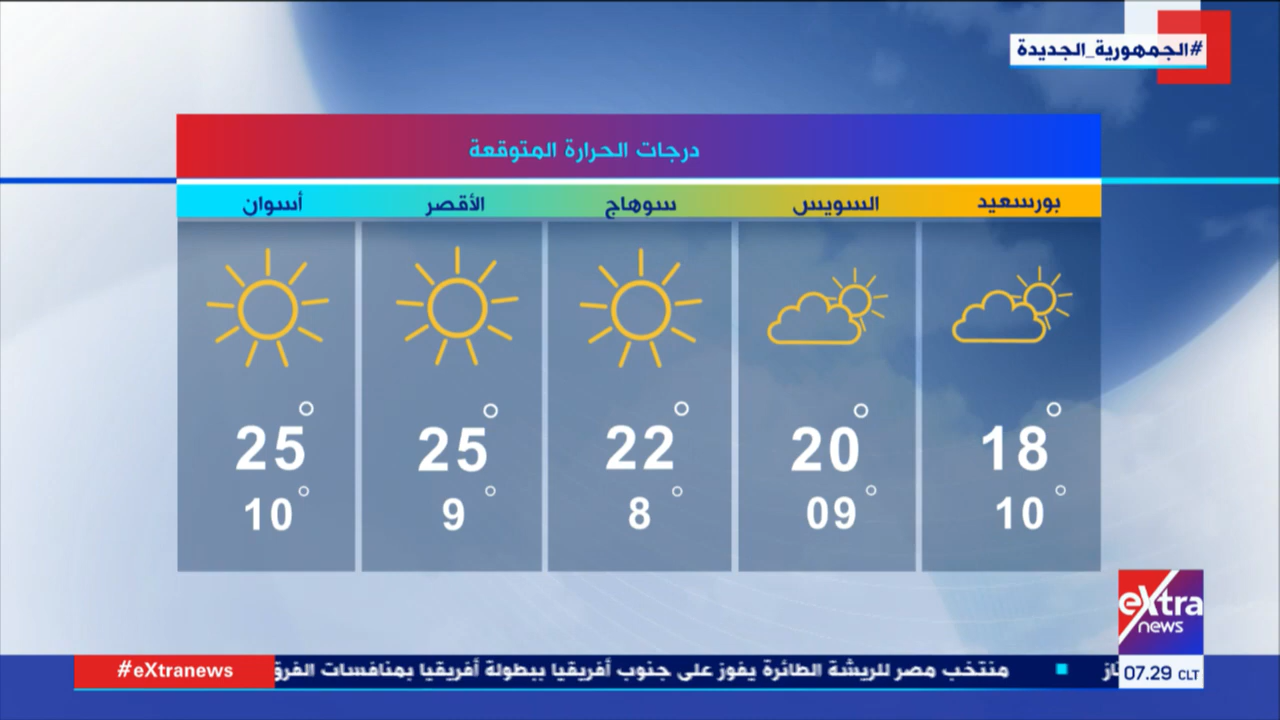 #الجمهورية_الجديدة
درجات الحرارة المتوقعة
بورسعيد السويس سوهاج الأقصر أسوان
18° 20° 22° 25° 25°
10° 09° 8° 9° 10°
eXtra
news
منتخب مصر للريشة الطائرة يفوز على جنوب أفريقيا ببطولة أفريقيا بمنافسات
#eXtranews
07.29 CLT